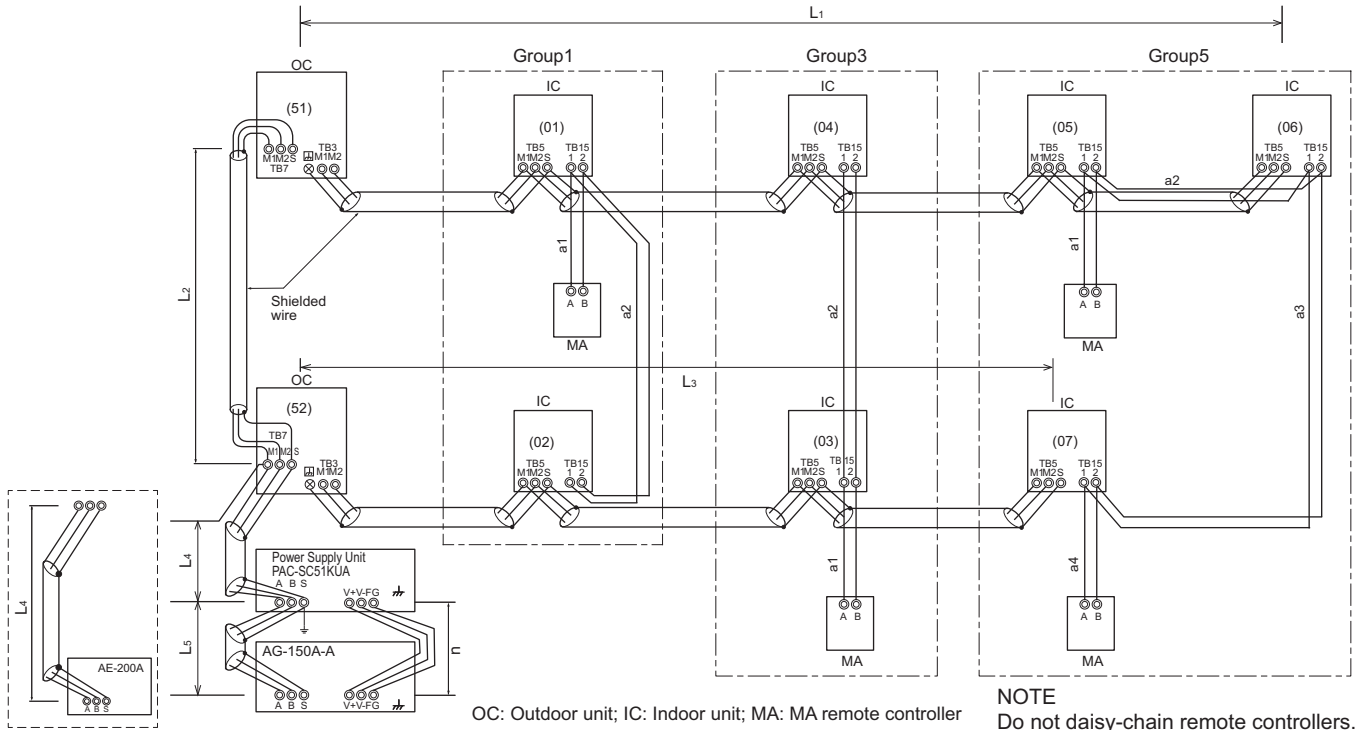 L1
Group1 Group3 Group5
OC IC IC IC IC
(51) (01) (04) (05) (06)
TB3 TB5 TB15 TB5 TB15 TB5 TB15 TB5 TB15
M1M2S M1M2 M1M2S 1 2 M1M2S 1 2 M1M2S 1 2 M1M2S 1 2
TB7
a2
a1 a1
L2
Shielded
wire
A B A B
MA MA
a2 a2 a3
L3
OC IC IC IC
(52) (02) (03) (07)
TB7 TB5 TB15 TB5 TB15 TB5 TB15
M1 M2 S TB3 M1M2S 1 2 M1M2S 1 2 M1M2S 1 2
M1M2
L4
Power Supply Unit
PAC-SC51KUA
A B S V+V-FG
a1 a4
A B A B
MA MA
L4
L5
n
AG-150A-A
A B S V+V-FG
AE-200A
A B S
OC: Outdoor unit; IC: Indoor unit; MA: MA remote controller
NOTE
Do not daisy-chain remote controllers.